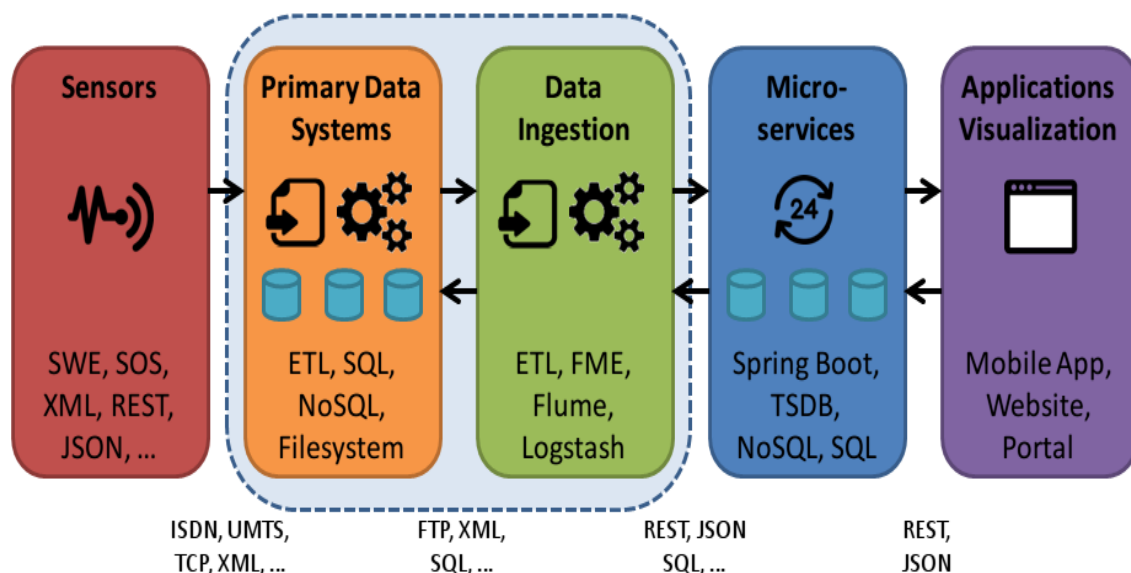 Sensors
SWE, SOS,
XML, REST,
JSON, ...
Primary Data
Systems
ETL, SQL,
NoSQL,
Filesystem
Data
Ingestion
ETL, FME,
Flume,
Logstash
Micro-
services
24
Spring Boot,
TSDB,
NoSQL, SQL
Applications
Visualization
Mobile App,
Website,
Portal
ISDN, UMTS,
TCP, XML, ...
FTP, XML,
SQL, ...
REST, JSON
SQL, ...
REST,
JSON